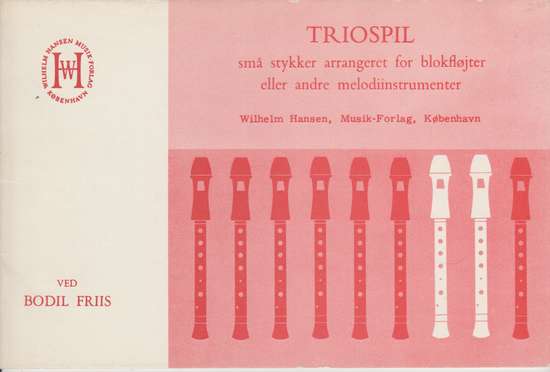 WILHELM HANSEN MUSIK-FORLAG
KØBENHAVN
WH
TRIOSPIL
små stykker arrangeret for blokfløjter
eller andre melodiinstrumenter
Wilhelm Hansen, Musik-Forlag, København
VED
BODIL FRIIS